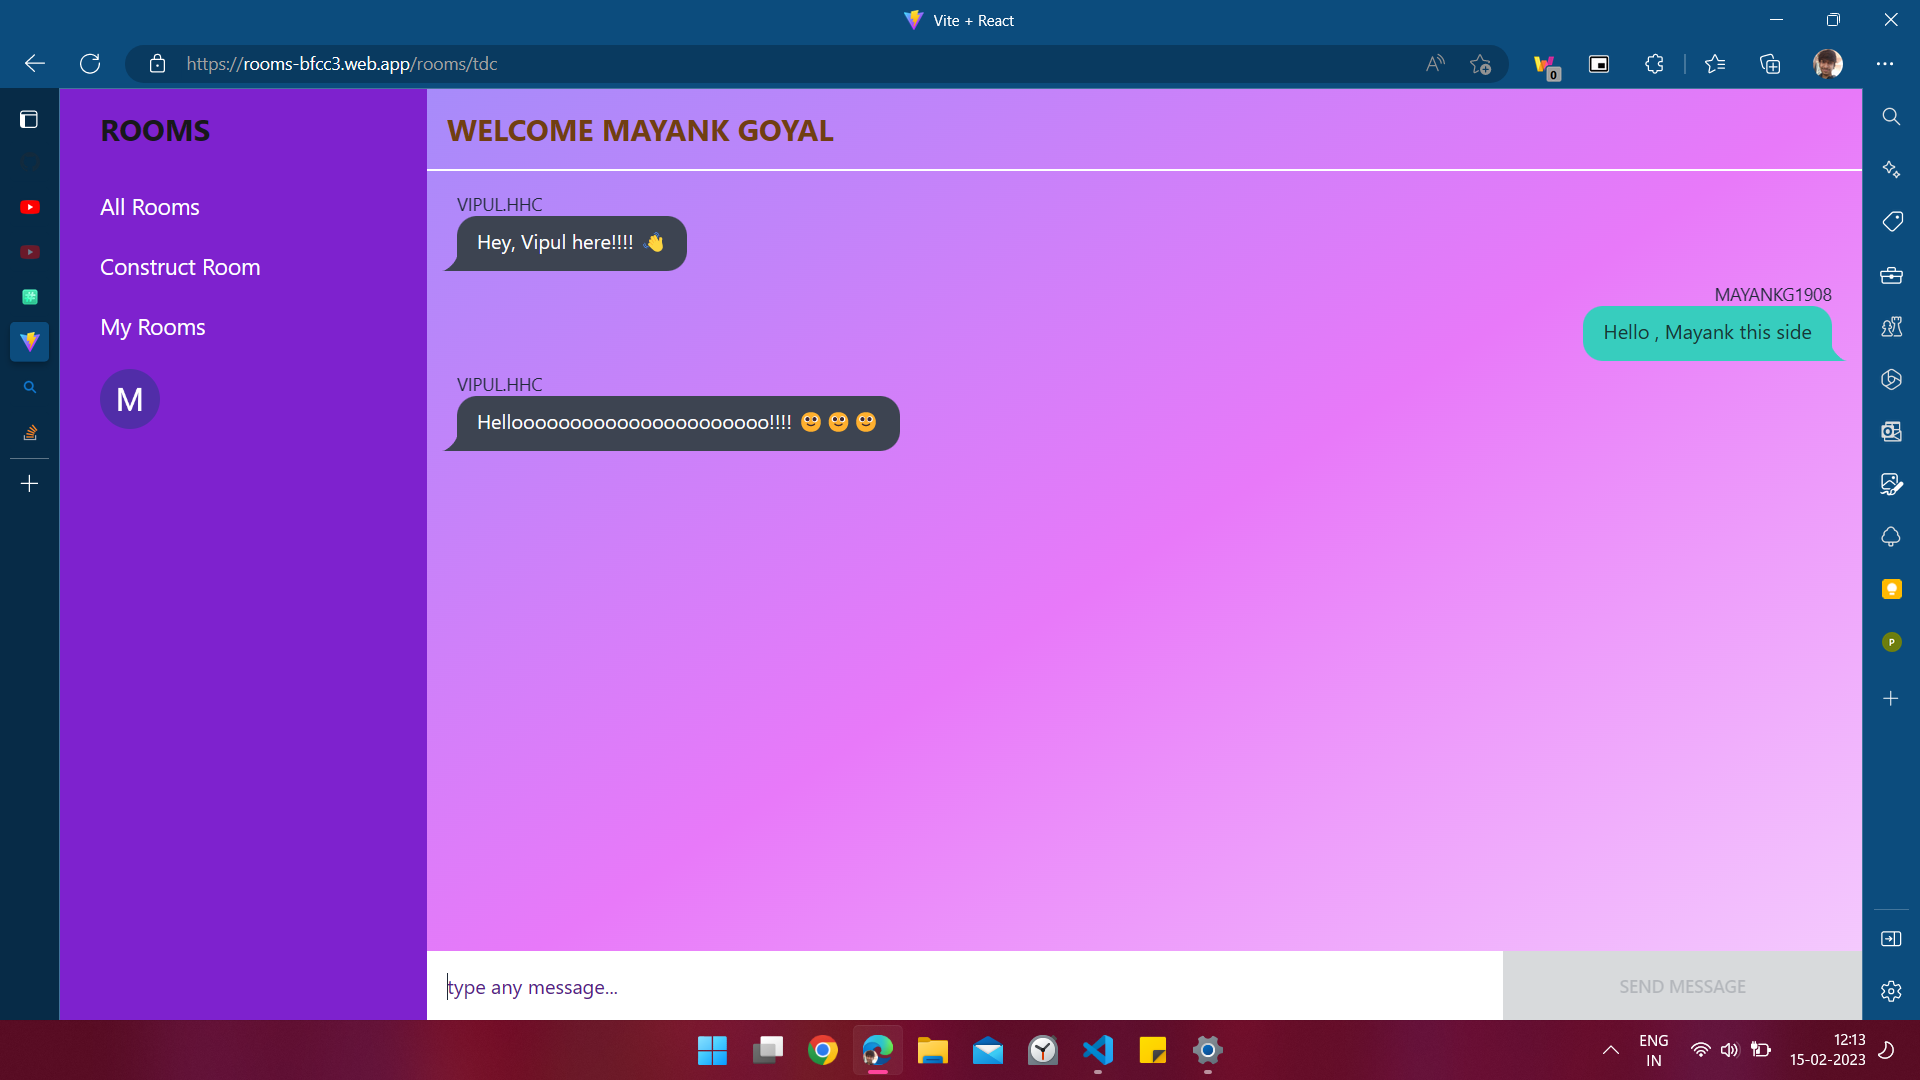 Vite + React
https://rooms-bfcc3.web.app/rooms/tdc
0
ROOMS
All Rooms
Construct Room
My Rooms
M
WELCOME MAYANK GOYAL
VIPUL.HHC
Hey, Vipul here!!!! 👋
MAYANKG1908
Hello , Mayank this side
VIPUL.HHC
Hellooooooooooooooooooooooo!!!! 🙂 🙂 🙂
type any message...
SEND MESSAGE
P
ENG
IN
12:13
15-02-2023